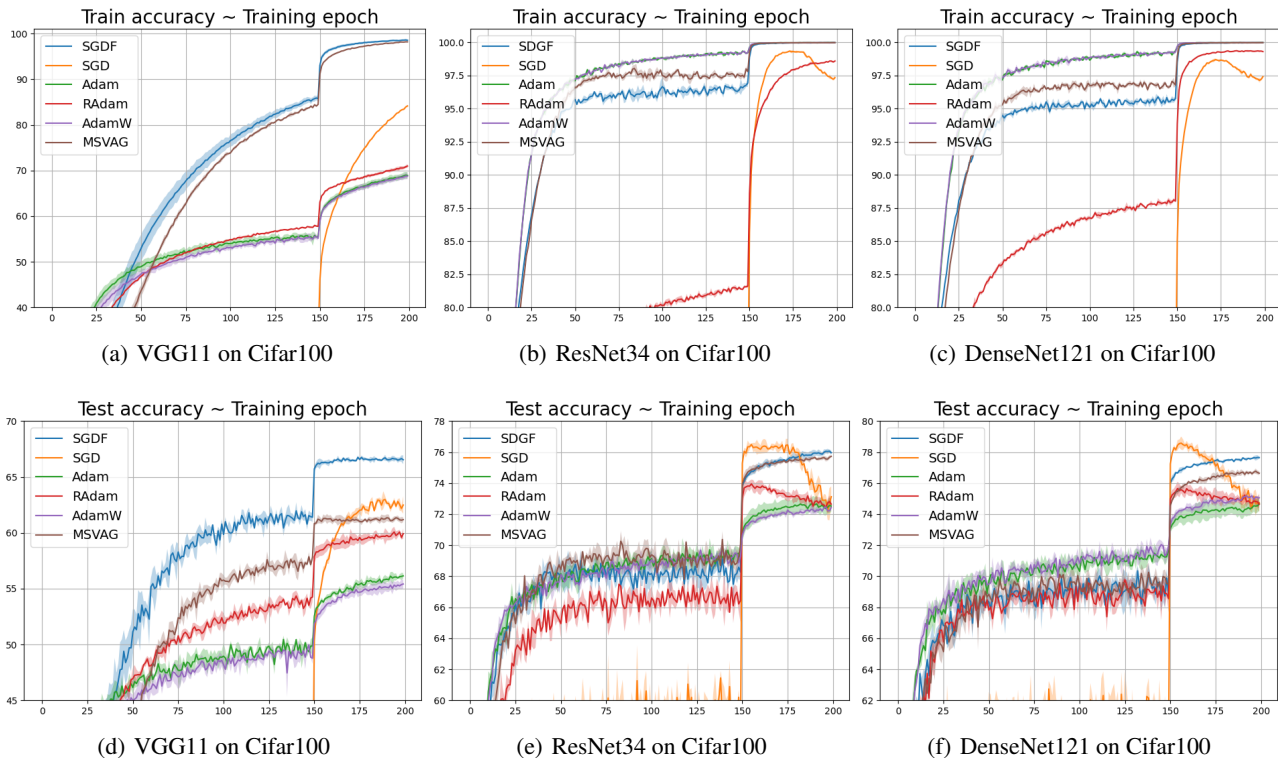 Train accuracy ~ Training epoch
100
90
80
70
60
50
40
SGDF
SGD
Adam
RAdam
AdamW
MSVAG
0 25 50 75 100 125 150 175 200
(a) VGG11 on Cifar100
Train accuracy ~ Training epoch
100.0
97.5
95.0
92.5
90.0
87.5
85.0
82.5
80.0
SDGF
SGD
Adam
RAdam
AdamW
MSVAG
0 25 50 75 100 125 150 175 200
(b) ResNet34 on Cifar100
Train accuracy ~ Training epoch
100.0
97.5
95.0
92.5
90.0
87.5
85.0
82.5
80.0
SGDF
SGD
Adam
RAdam
AdamW
MSVAG
0 25 50 75 100 125 150 175 200
(c) DenseNet121 on Cifar100
Test accuracy ~ Training epoch
70
65
60
55
50
45
SGDF
SGD
Adam
RAdam
AdamW
MSVAG
0 25 50 75 100 125 150 175 200
(d) VGG11 on Cifar100
Test accuracy ~ Training epoch
78
76
74
72
70
68
66
64
62
60
SDGF
SGD
Adam
RAdam
AdamW
MSVAG
0 25 50 75 100 125 150 175 200
(e) ResNet34 on Cifar100
Test accuracy ~ Training epoch
80
78
76
74
72
70
68
66
64
62
SGDF
SGD
Adam
RAdam
AdamW
MSVAG
0 25 50 75 100 125 150 175 200
(f) DenseNet121 on Cifar100